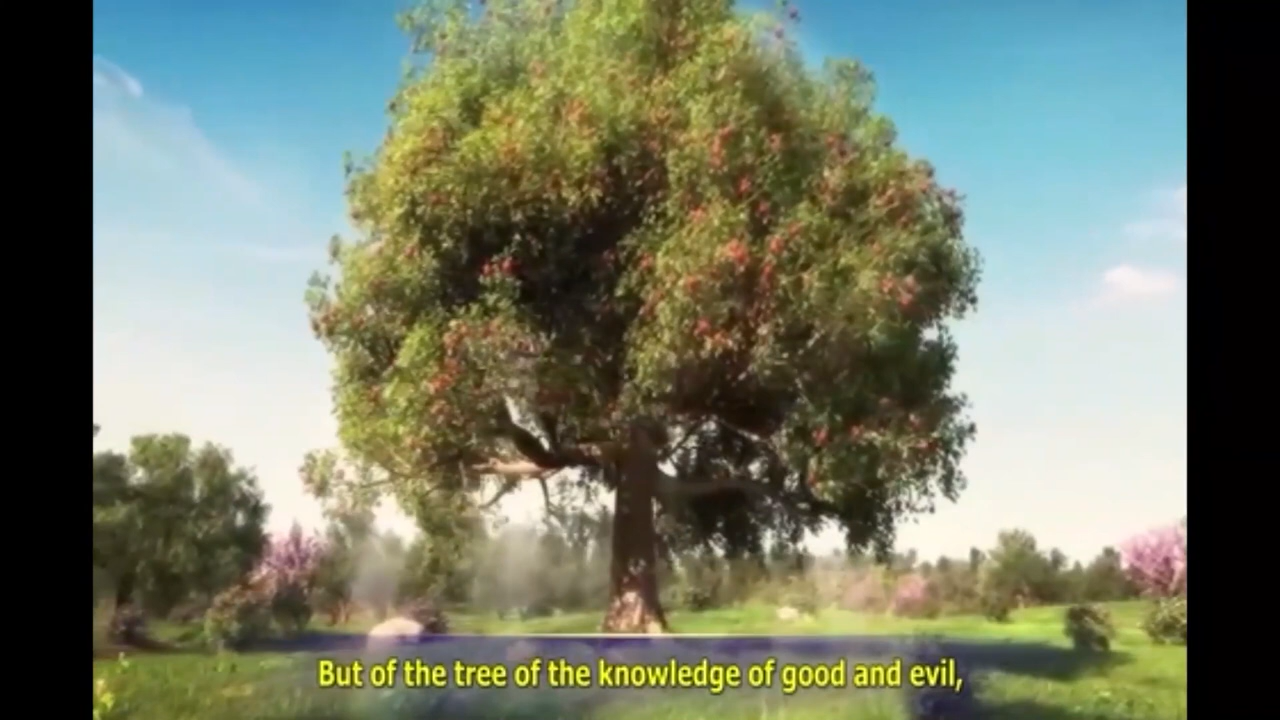 But of the tree of the knowledge of good and evil,